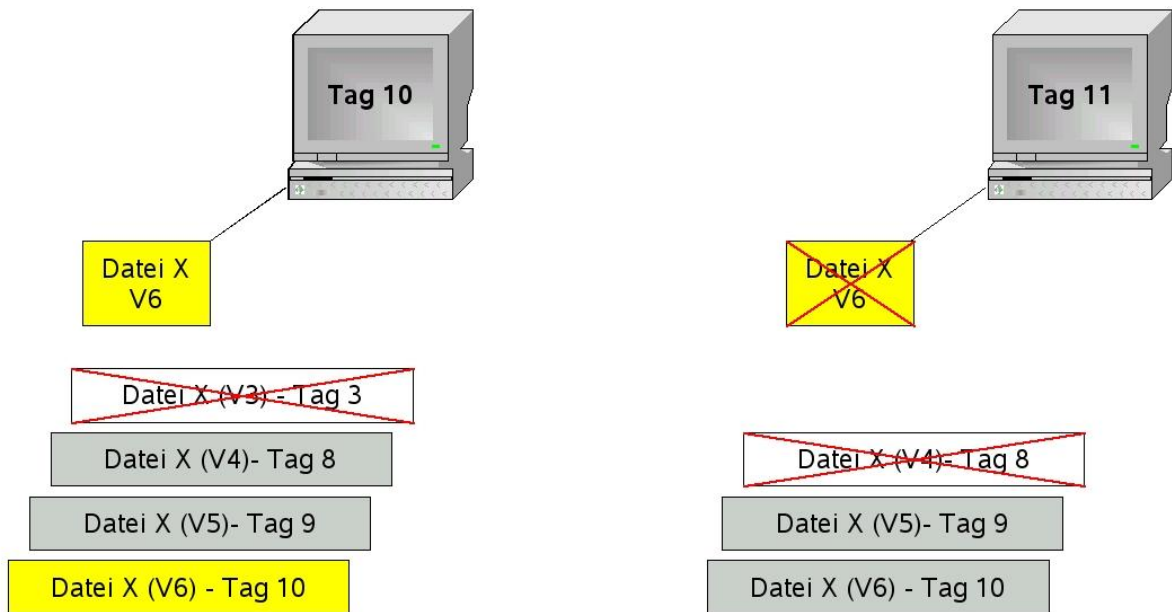 Tag 10
Datei X
V6
Datei X (V3) - Tag 3
Datei X (V4)- Tag 8
Datei X (V5)- Tag 9
Datei X (V6) - Tag 10
Tag 11
Datei X
V6
Datei X (V4)- Tag 8
Datei X (V5)- Tag 9
Datei X (V6) - Tag 10